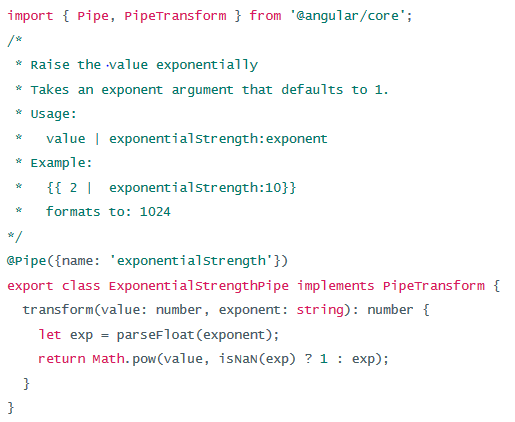 import { Pipe, PipeTransform } from '@angular/core';
/*
 * Raise the value exponentially
 * Takes an exponent argument that defaults to 1.
 * Usage:
 *   value | exponentialStrength:exponent
 * Example:
 *   {{ 2 |  exponentialStrength:10}}
 *   formats to: 1024
*/
@Pipe({name: 'exponentialStrength'})
export class ExponentialStrengthPipe implements PipeTransform {
  transform(value: number, exponent: string): number {
    let exp = parseFloat(exponent);
    return Math.pow(value, isNaN(exp) ? 1 : exp);
  }
}